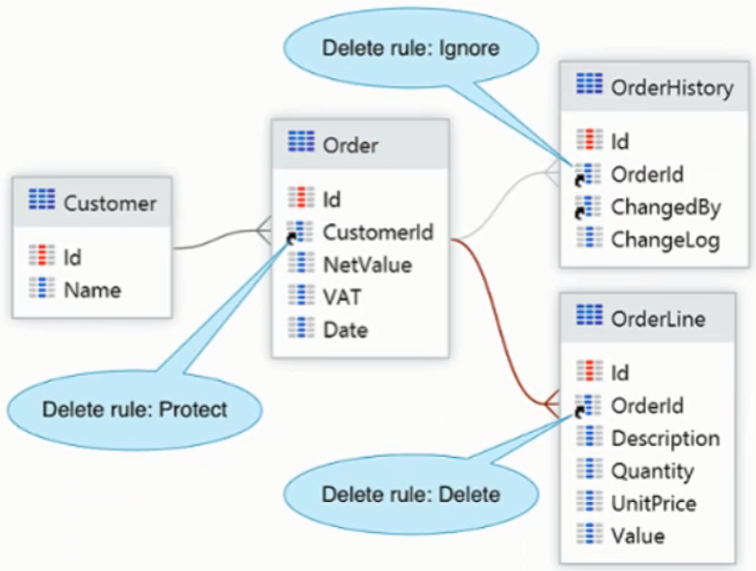 Delete rule: Ignore
OrderHistory
Id
OrderId
ChangedBy
ChangeLog
Order
Id
CustomerId
NetValue
VAT
Date
Customer
Id
Name
OrderLine
Id
OrderId
Description
Quantity
UnitPrice
Value
Delete rule: Protect
Delete rule: Delete